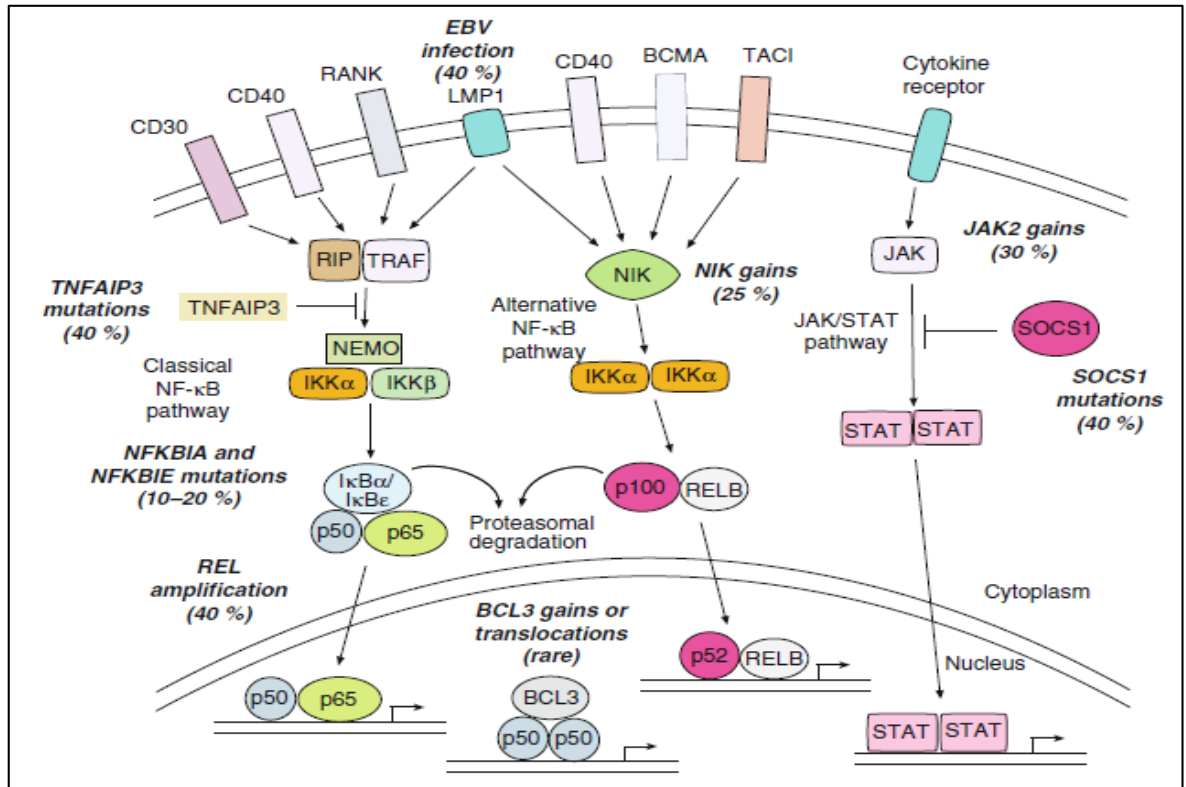 EBV
infection
(40 %)
LMP1
CD30
CD40
RANK
CD40
BCMA
TACI
Cytokine
receptor
RIP
TRAF
NIK
JAK
JAK2 gains
(30 %)
NIK gains
(25 %)
TNFAIP3
mutations
(40 %)
TNFAIP3
Alternative
NF-κB
pathway
JAK/STAT
pathway
SOCS1
SOCS1
mutations
(40 %)
NEMO
IKKα
IKKβ
Classical
NF-κB
pathway
IKKα
IKKα
STAT
STAT
NFKBIA and
NFKBIE mutations
(10–20 %)
IκBα/
IκBε
p50
p65
Proteasomal
degradation
p100
RELB
REL
amplification
(40 %)
BCL3 gains or
translocations
(rare)
Cytoplasm
Nucleus
p50
p65
BCL3
p50
p50
p52
RELB
STAT
STAT